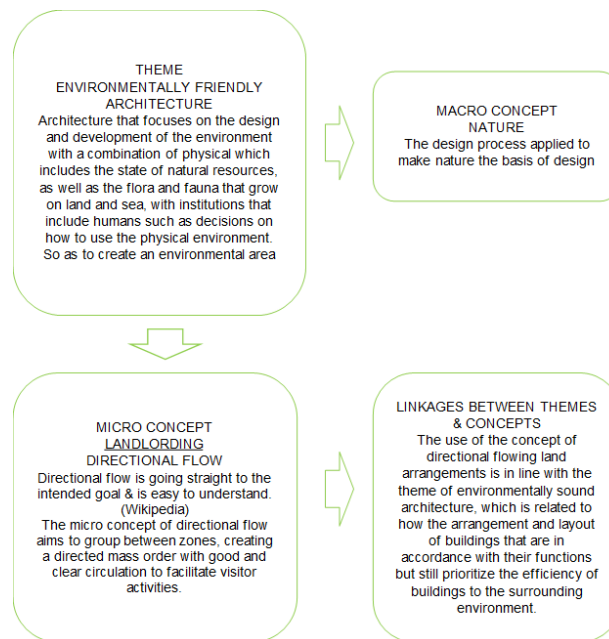 THEME
ENVIRONMENTALLY FRIENDLY
ARCHITECTURE
Architecture that focuses on the design
and development of the environment
with a combination of physical which
includes the state of natural resources,
as well as the flora and fauna that grow
on land and sea, with institutions that
include humans such as decisions on
how to use the physical environment.
So as to create an environmental area
MACRO CONCEPT
NATURE
The design process applied to
make nature the basis of design
MICRO CONCEPT
LANDLORDING
DIRECTIONAL FLOW
Directional flow is going straight to the
intended goal & is easy to understand.
(Wikipedia)
The micro concept of directional flow
aims to group between zones, creating
a directed mass order with good and
clear circulation to facilitate visitor
activities.
LINKAGES BETWEEN THEMES
& CONCEPTS
The use of the concept of
directional flowing land
arrangements is in line with the
theme of environmentally sound
architecture, which is related to
how the arrangement and layout
of buildings that are in
accordance with their functions
but still prioritize the efficiency of
buildings to the surrounding
environment.